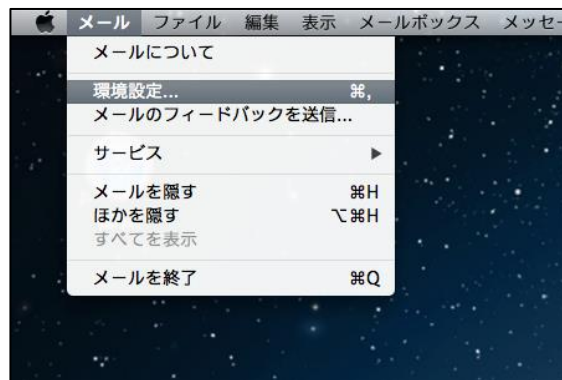 メール ファイル 編集 表示 メールボックス メッセー
メールについて
環境設定... ⌘,
メールのフィードバックを送信...
サービス ▶
メールを隠す ⌘H
ほかを隠す ⌥⌘H
すべてを表示
メールを終了 ⌘Q